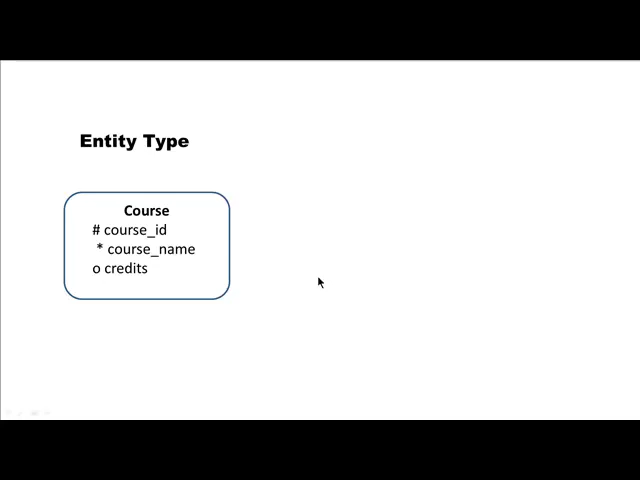 Entity Type
Course
# course_id
* course_name
o credits